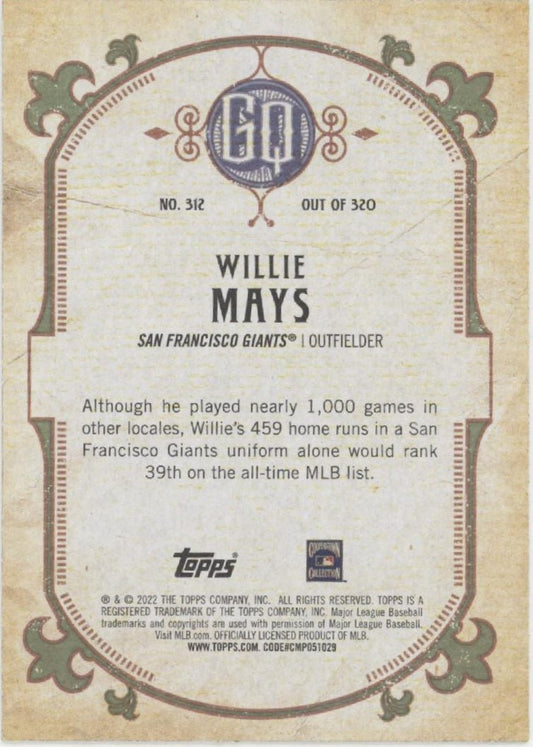 GQ
NO. 312 OUT OF 320
WILLIE
MAYS
SAN FRANCISCO GIANTS® | OUTFIELDER
Although he played nearly 1,000 games in
other locales, Willie's 459 home runs in a San
Francisco Giants uniform alone would rank
39th on the all-time MLB list.
Topps®
COOPERSTOWN
COLLECTION
® & © 2022 THE TOPPS COMPANY, INC. ALL RIGHTS RESERVED. TOPPS IS A
REGISTERED TRADEMARK OF THE TOPPS COMPANY, INC. Major League Baseball
trademarks and copyrights are used with permission of Major League Baseball.
Visit MLB.com. OFFICIALLY LICENSED PRODUCT OF MLB.
WWW.TOPPS.COM. CODE#CMP051029